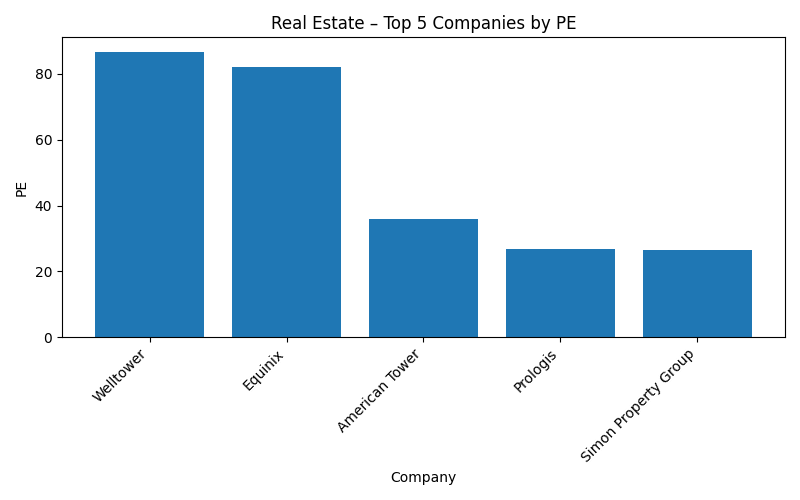 Real Estate – Top 5 Companies by PE
PE
80
60
40
20
0
Welltower
Equinix
American Tower
Prologis
Simon Property Group
Company